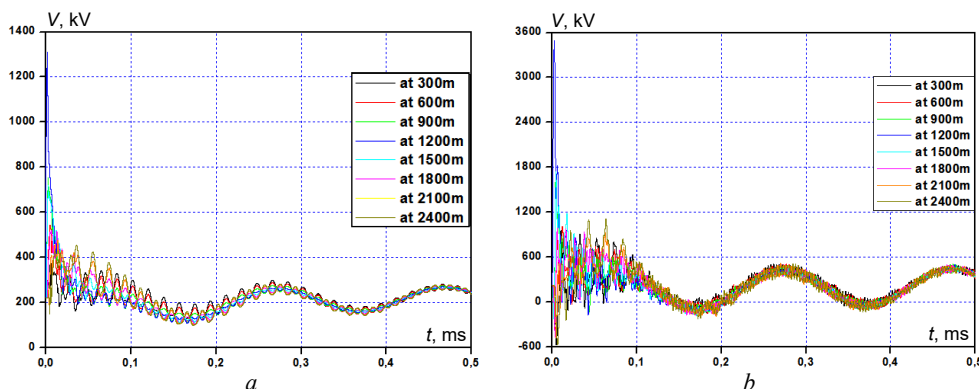 V, kV
1400
1200
1000
800
600
400
200
0
0,0 0,1 0,2 0,3 0,4 0,5
t, ms
at 300m
at 600m
at 900m
at 1200m
at 1500m
at 1800m
at 2100m
at 2400m
a
V, kV
3600
3000
2400
1800
1200
600
0
-600
0,0 0,1 0,2 0,3 0,4 0,5
t, ms
at 300m
at 600m
at 900m
at 1200m
at 1500m
at 1800m
at 2100m
at 2400m
b